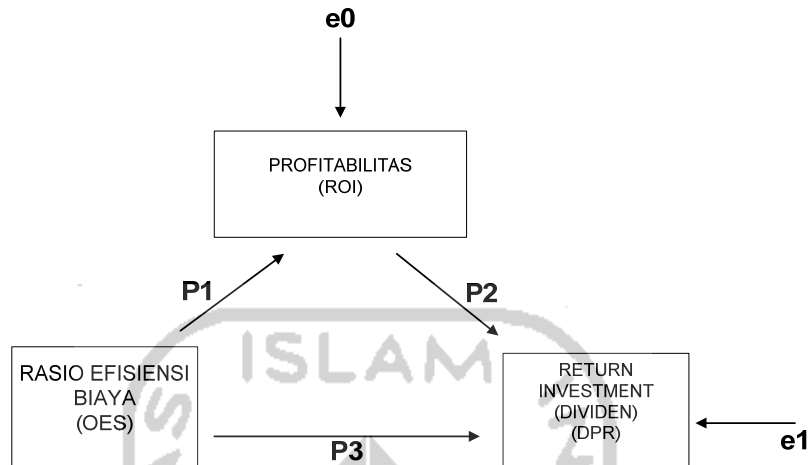 e0
PROFITABILITAS
(ROI)
P1
P2
ISLAM
RASIO EFISIENSI
BIAYA
(OES)
RETURN
INVESTMENT
(DIVIDEN)
(DPR)
P3
e1